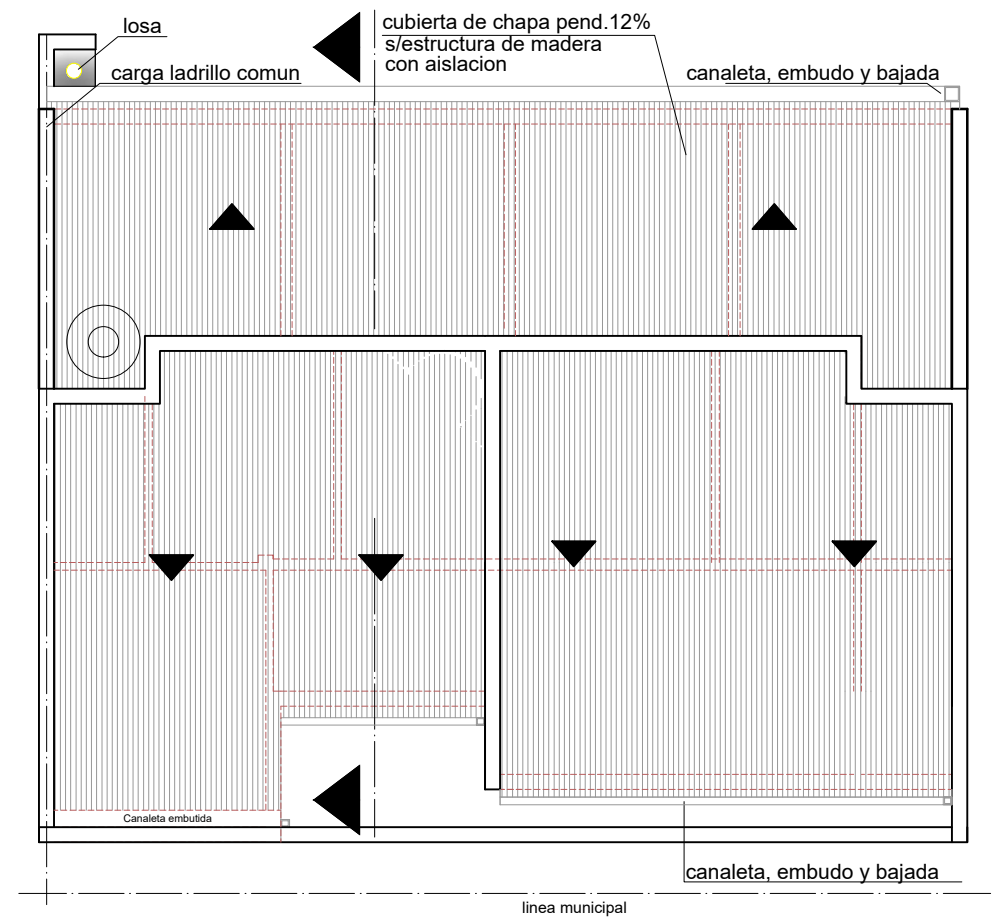 losa
cubierta de chapa pend.12%
s/estructura de madera
con aislacion
carga ladrillo comun
canaleta, embudo y bajada
Canaleta embutida
canaleta, embudo y bajada
linea municipal